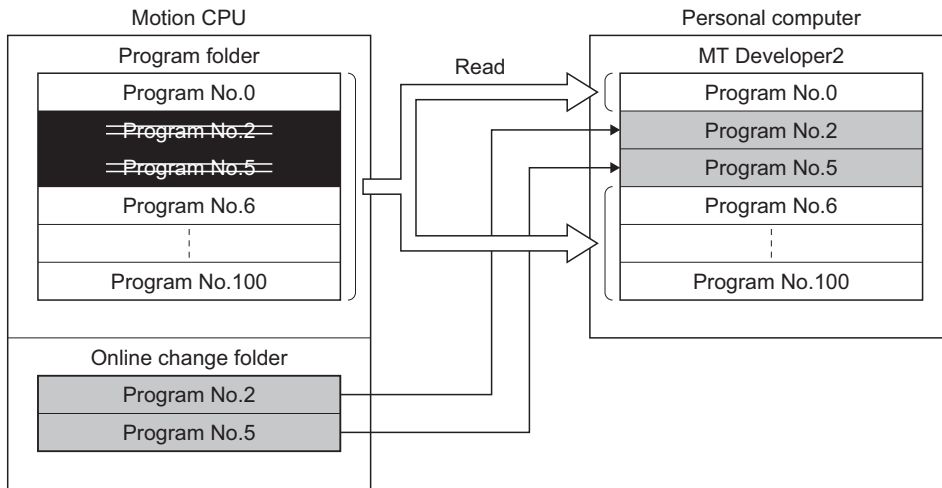 Motion CPU
Program folder
Program No.0
Program No.2
Program No.5
Program No.6
Program No.100
Online change folder
Program No.2
Program No.5
Read
Personal computer
MT Developer2
Program No.0
Program No.2
Program No.5
Program No.6
Program No.100